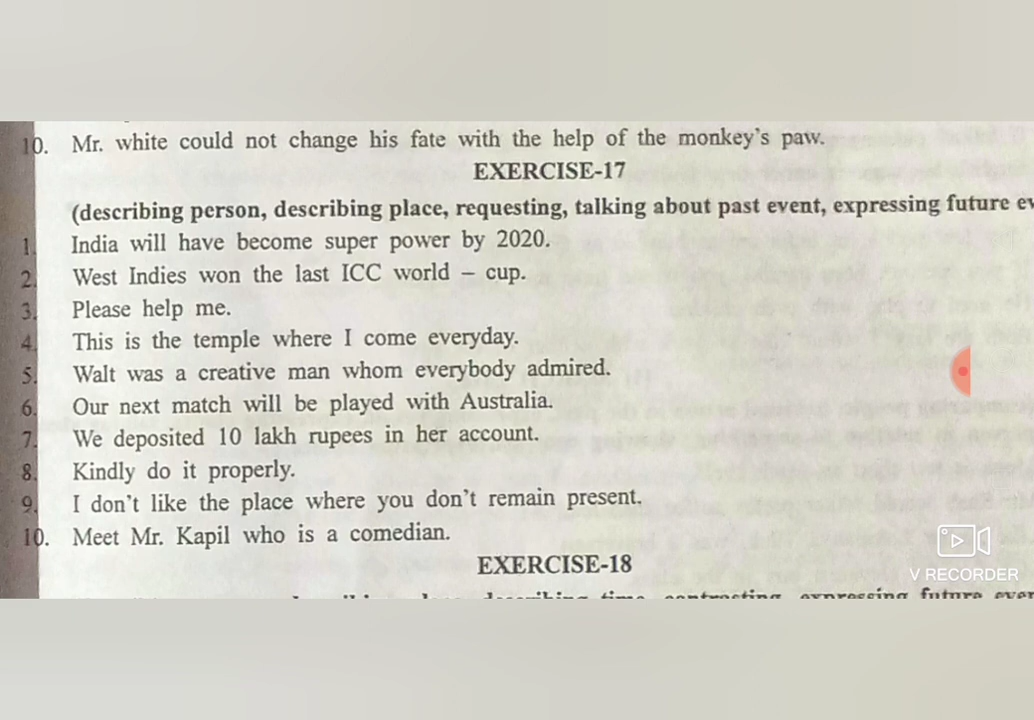 10. Mr. white could not change his fate with the help of the monkey's paw.
EXERCISE-17
(describing person, describing place, requesting, talking about past event, expressing future ev
1. India will have become super power by 2020.
2. West Indies won the last ICC world – cup.
3. Please help me.
4. This is the temple where I come everyday.
5. Walt was a creative man whom everybody admired.
6. Our next match will be played with Australia.
7. We deposited 10 lakh rupees in her account.
8. Kindly do it properly.
9. I don't like the place where you don't remain present.
10. Meet Mr. Kapil who is a comedian.
V RECORDER
EXERCISE-18
time, contracting, expressing future even